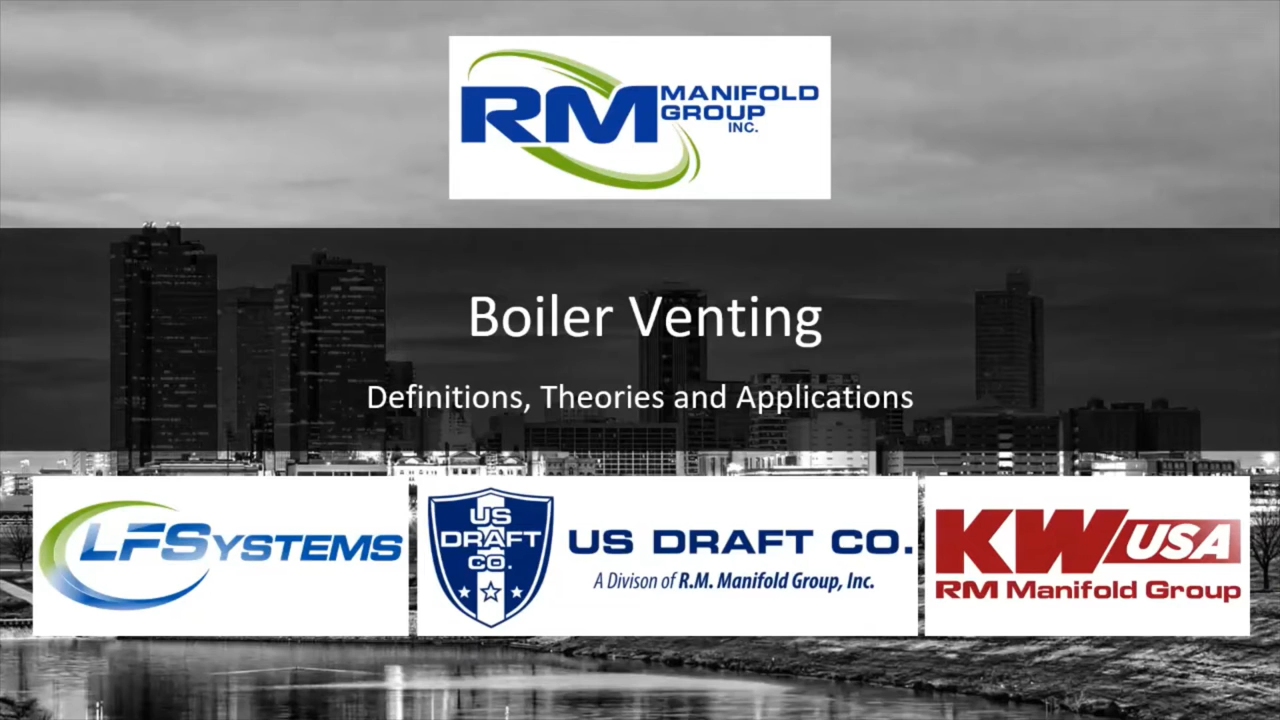 RM MANIFOLD
GROUP
INC.
Boiler Venting
Definitions, Theories and Applications
LFSYSTEMS
US
DRAFT
CO.
US DRAFT CO.
A Divison of R.M. Manifold Group, Inc.
KW USA
RM Manifold Group